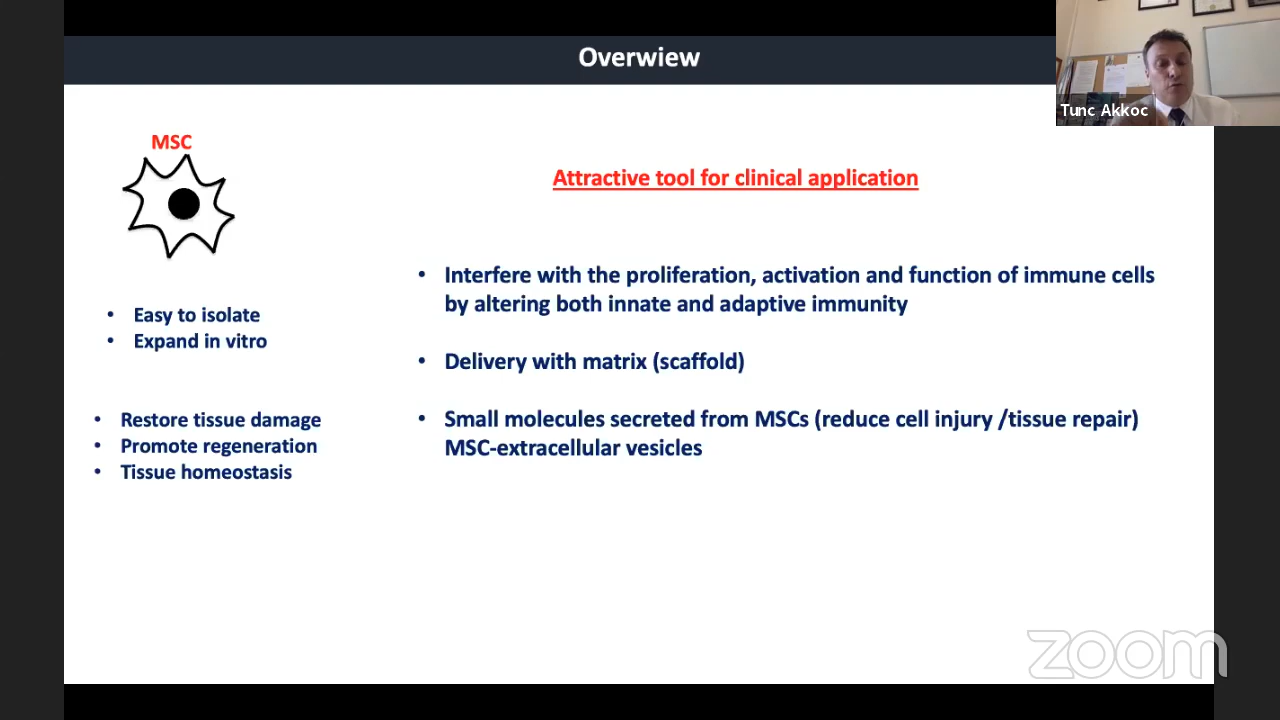 Overwiew
Tunc Akkoc
MSC
Attractive tool for clinical application
• Easy to isolate
• Expand in vitro
• Restore tissue damage
• Promote regeneration
• Tissue homeostasis
• Interfere with the proliferation, activation and function of immune cells
by altering both innate and adaptive immunity
• Delivery with matrix (scaffold)
• Small molecules secreted from MSCs (reduce cell injury /tissue repair)
MSC-extracellular vesicles
zoom